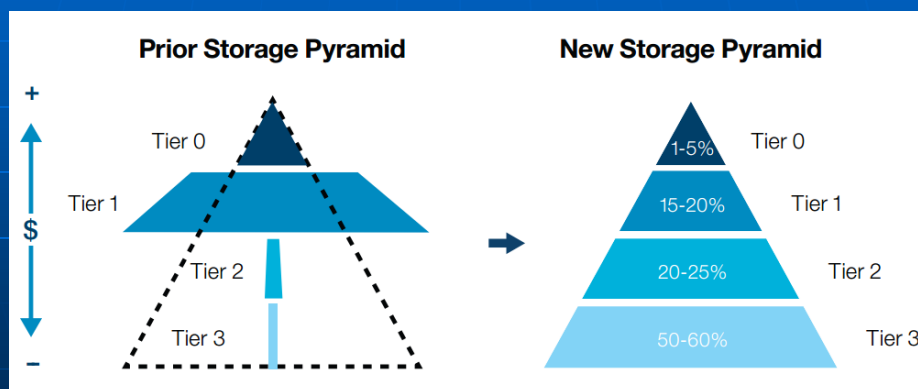 Prior Storage Pyramid
New Storage Pyramid
+
$
−
Tier 0
Tier 1
Tier 2
Tier 3
1-5%
Tier 0
15-20%
Tier 1
20-25%
Tier 2
50-60%
Tier 3